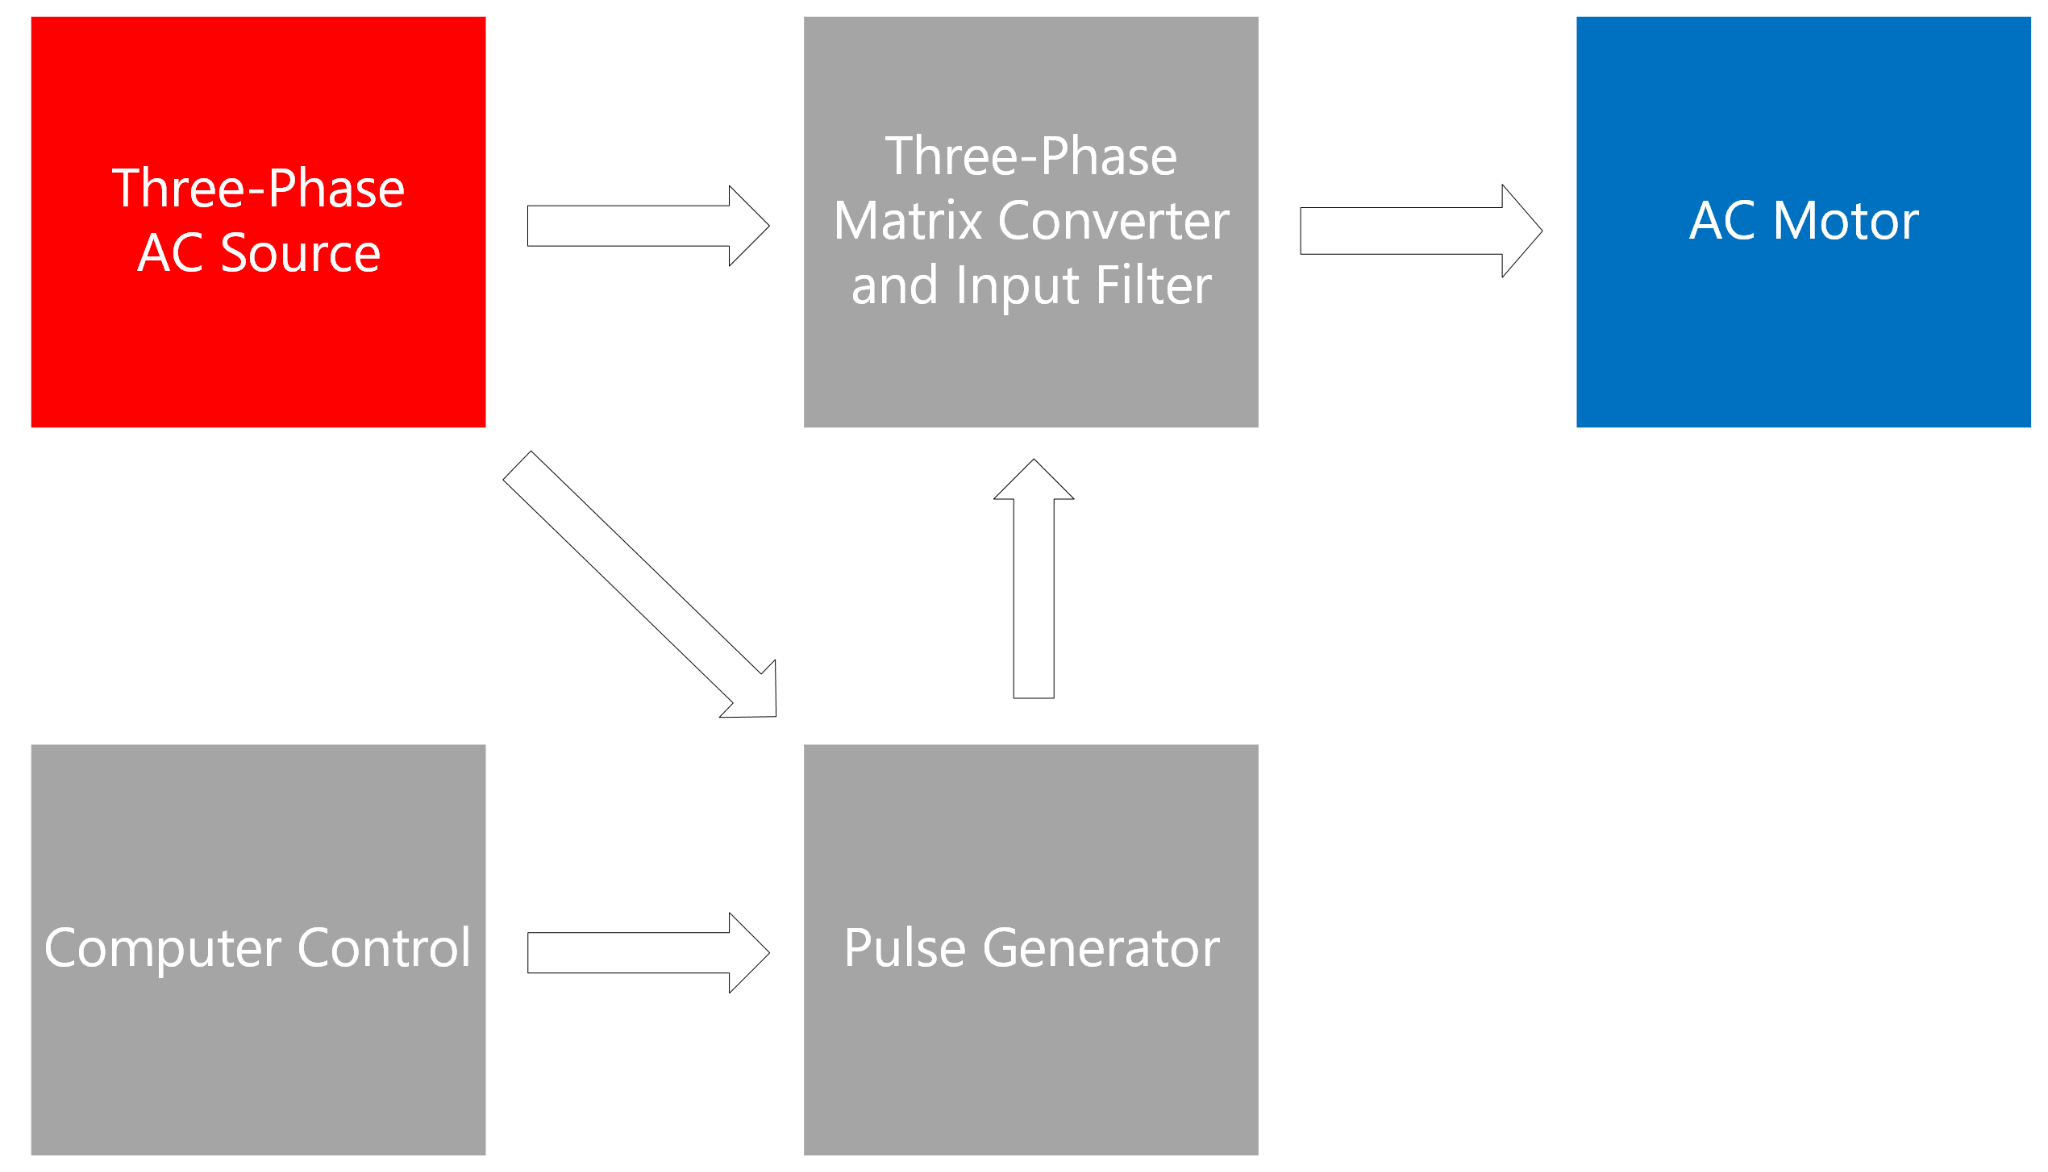 Three-Phase
AC Source
Three-Phase
Matrix Converter
and Input Filter
AC Motor
Computer Control
Pulse Generator